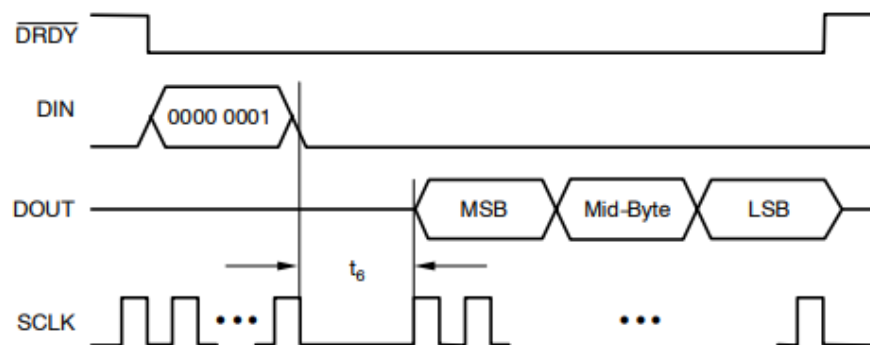 DRDY
DIN 0000 0001
DOUT MSB Mid-Byte LSB
t6
SCLK ••• •••